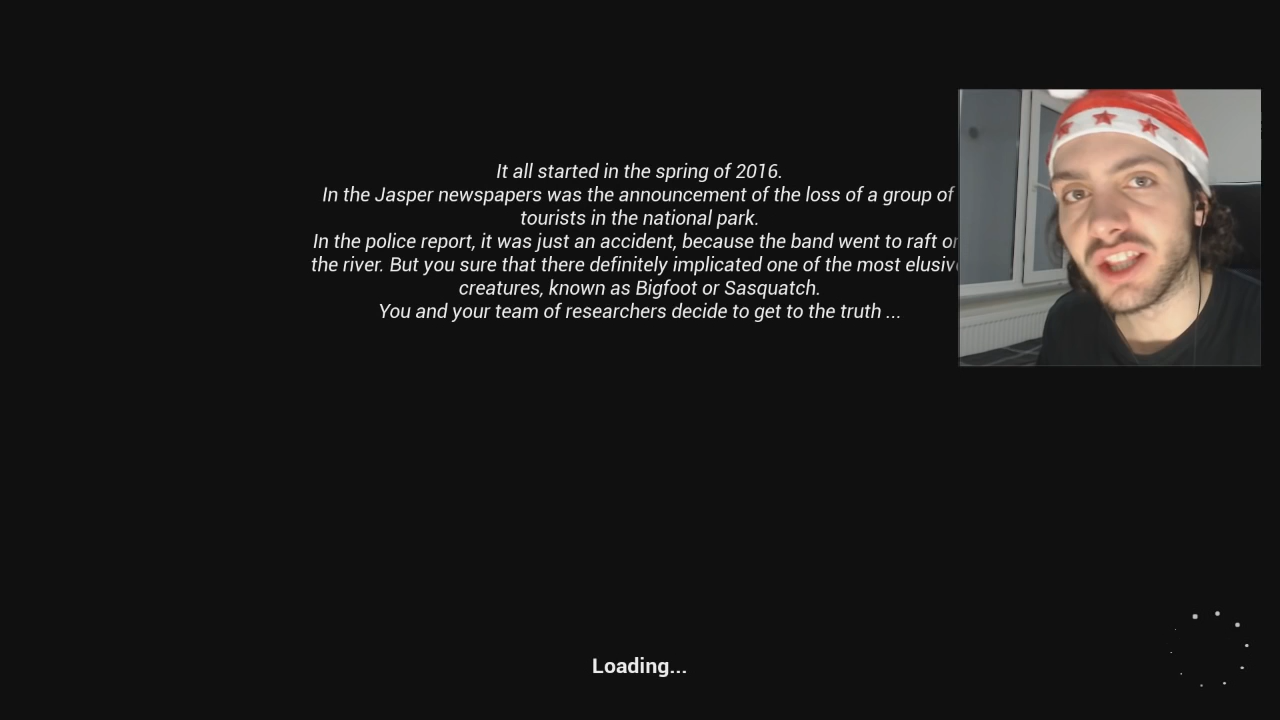 It all started in the spring of 2016.
In the Jasper newspapers was the announcement of the loss of a group of
tourists in the national park.
In the police report, it was just an accident, because the band went to raft
the river. But you sure that there definitely implicated one of the most
creatures, known as Bigfoot or Sasquatch.
You and your team of researchers decide to get to the truth ...
Loading...